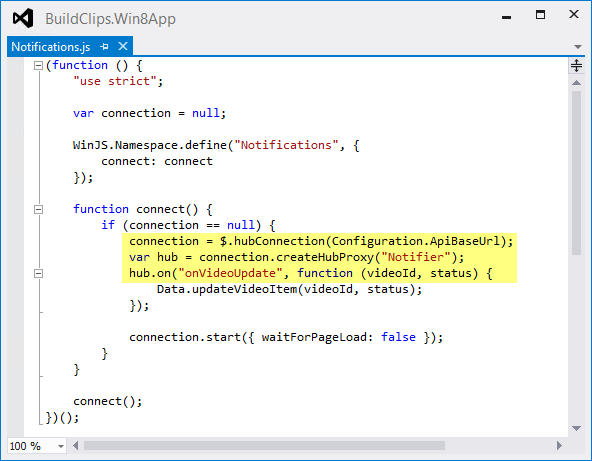 BuildClips.Win8App
Notifications.js
(function () {
    "use strict";

    var connection = null;

    WinJS.Namespace.define("Notifications", {
        connect: connect
    });

    function connect() {
        if (connection == null) {
            connection = $.hubConnection(Configuration.ApiBaseUrl);
            var hub = connection.createHubProxy("Notifier");
            hub.on("onVideoUpdate", function (videoId, status) {
                Data.updateVideoItem(videoId, status);
            });

            connection.start({ waitForPageLoad: false });
        }
    }

    connect();
})();
100 %